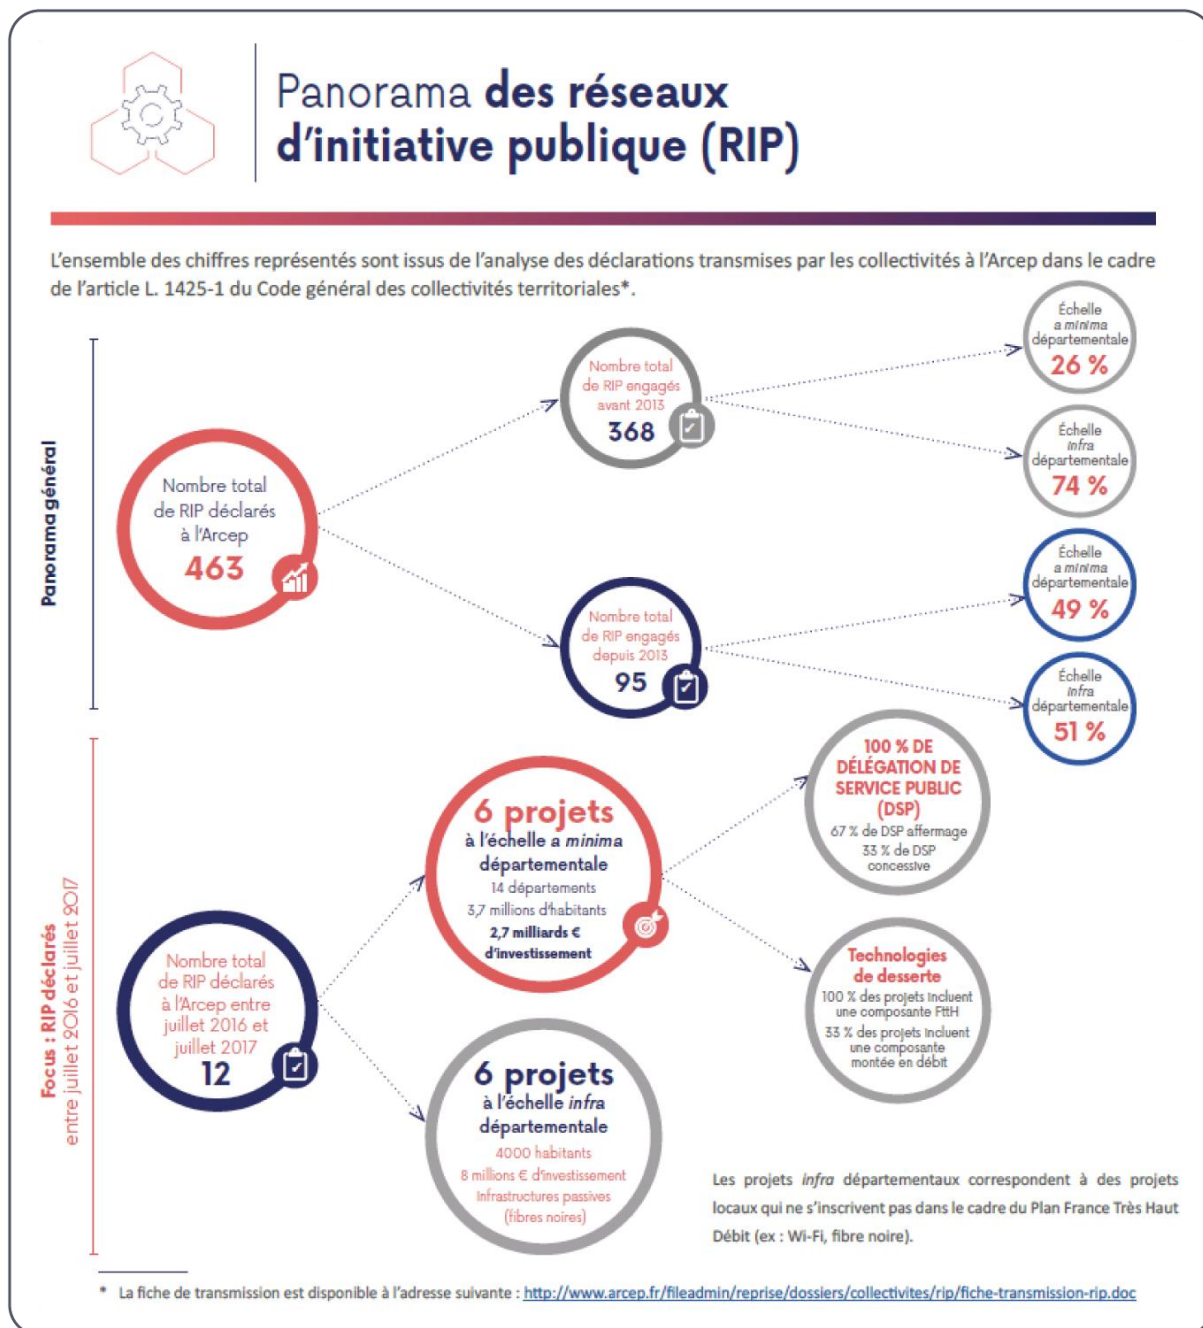 Panorama des réseaux
d'initiative publique (RIP)
L'ensemble des chiffres représentés sont issus de l'analyse des déclarations transmises par les collectivités à l'Arcep dans le cadre
de l'article L. 1425-1 du Code général des collectivités territoriales*.
Panorama général
Nombre total
de RIP déclarés
à l'Arcep
463
Nombre total
de RIP engagés
avant 2013
368
Échelle
a minima
départementale
26 %
Échelle
infra
départementale
74 %
Nombre total
de RIP engagés
depuis 2013
95
Échelle
a minima
départementale
49 %
Échelle
infra
départementale
51 %
Focus : RIP déclarés
entre juillet 2016 et juillet 2017
Nombre total
de RIP déclarés
à l'Arcep entre
juillet 2016 et
juillet 2017
12
6 projets
à l'échelle a minima
départementale
14 départements
3,7 millions d'habitants
2,7 milliards €
d'investissement
100 % DE
DÉLÉGATION DE
SERVICE PUBLIC
(DSP)
67 % de DSP affermage
33 % de DSP
concessive
Technologies
de desserte
100 % des projets incluent
une composante FttH
33 % des projets incluent
une composante
montée en débit
6 projets
à l'échelle infra
départementale
4000 habitants
8 millions € d'investissement
Infrastructures passives
(fibres noires)
Les projets infra départementaux correspondent à des projets
locaux qui ne s'inscrivent pas dans le cadre du Plan France Très Haut
Débit (ex : Wi-Fi, fibre noire).
* La fiche de transmission est disponible à l'adresse suivante : http://www.arcep.fr/fileadmin/reprise/dossiers/collectivites/rip/fiche-transmission-rip.doc